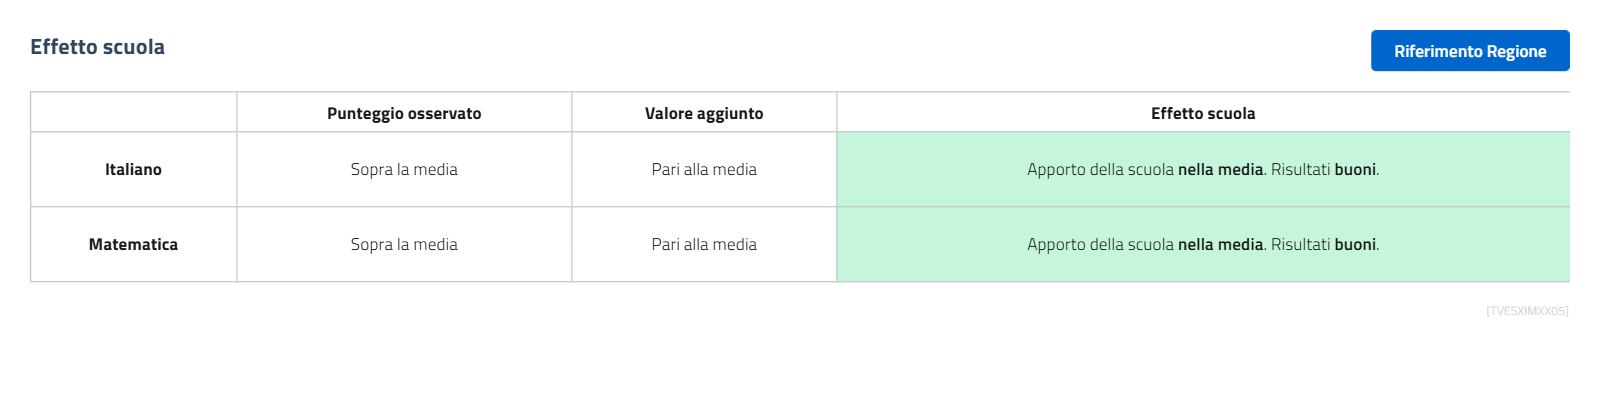 Effetto scuola
Riferimento Regione
Punteggio osservato Valore aggiunto Effetto scuola
Italiano Sopra la media Pari alla media Apporto della scuola nella media. Risultati buoni.
Matematica Sopra la media Pari alla media Apporto della scuola nella media. Risultati buoni.
[TVESXIMXX05]